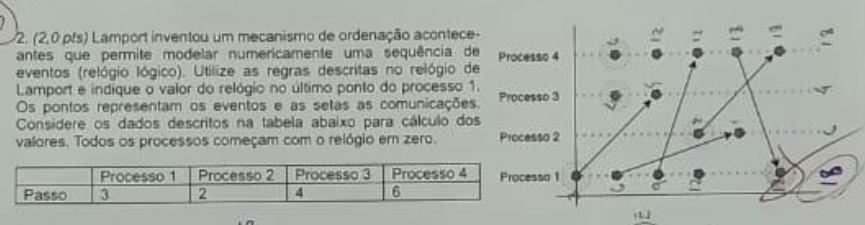 2. (2,0 pts) Lamport inventou um mecanismo de ordenação acontece-
antes que permite modelar numericamente uma sequência de
eventos (relógio lógico). Utilize as regras descritas no relógio de
Lamport e indique o valor do relógio no último ponto do processo 1.
Os pontos representam os eventos e as setas as comunicações.
Considere os dados descritos na tabela abaixo para cálculo dos
valores. Todos os processos começam com o relógio em zero.
Processo 1 Processo 2 Processo 3 Processo 4
Passo 3 2 4 6
Processo 4
Processo 3
Processo 2
Processo 1
18